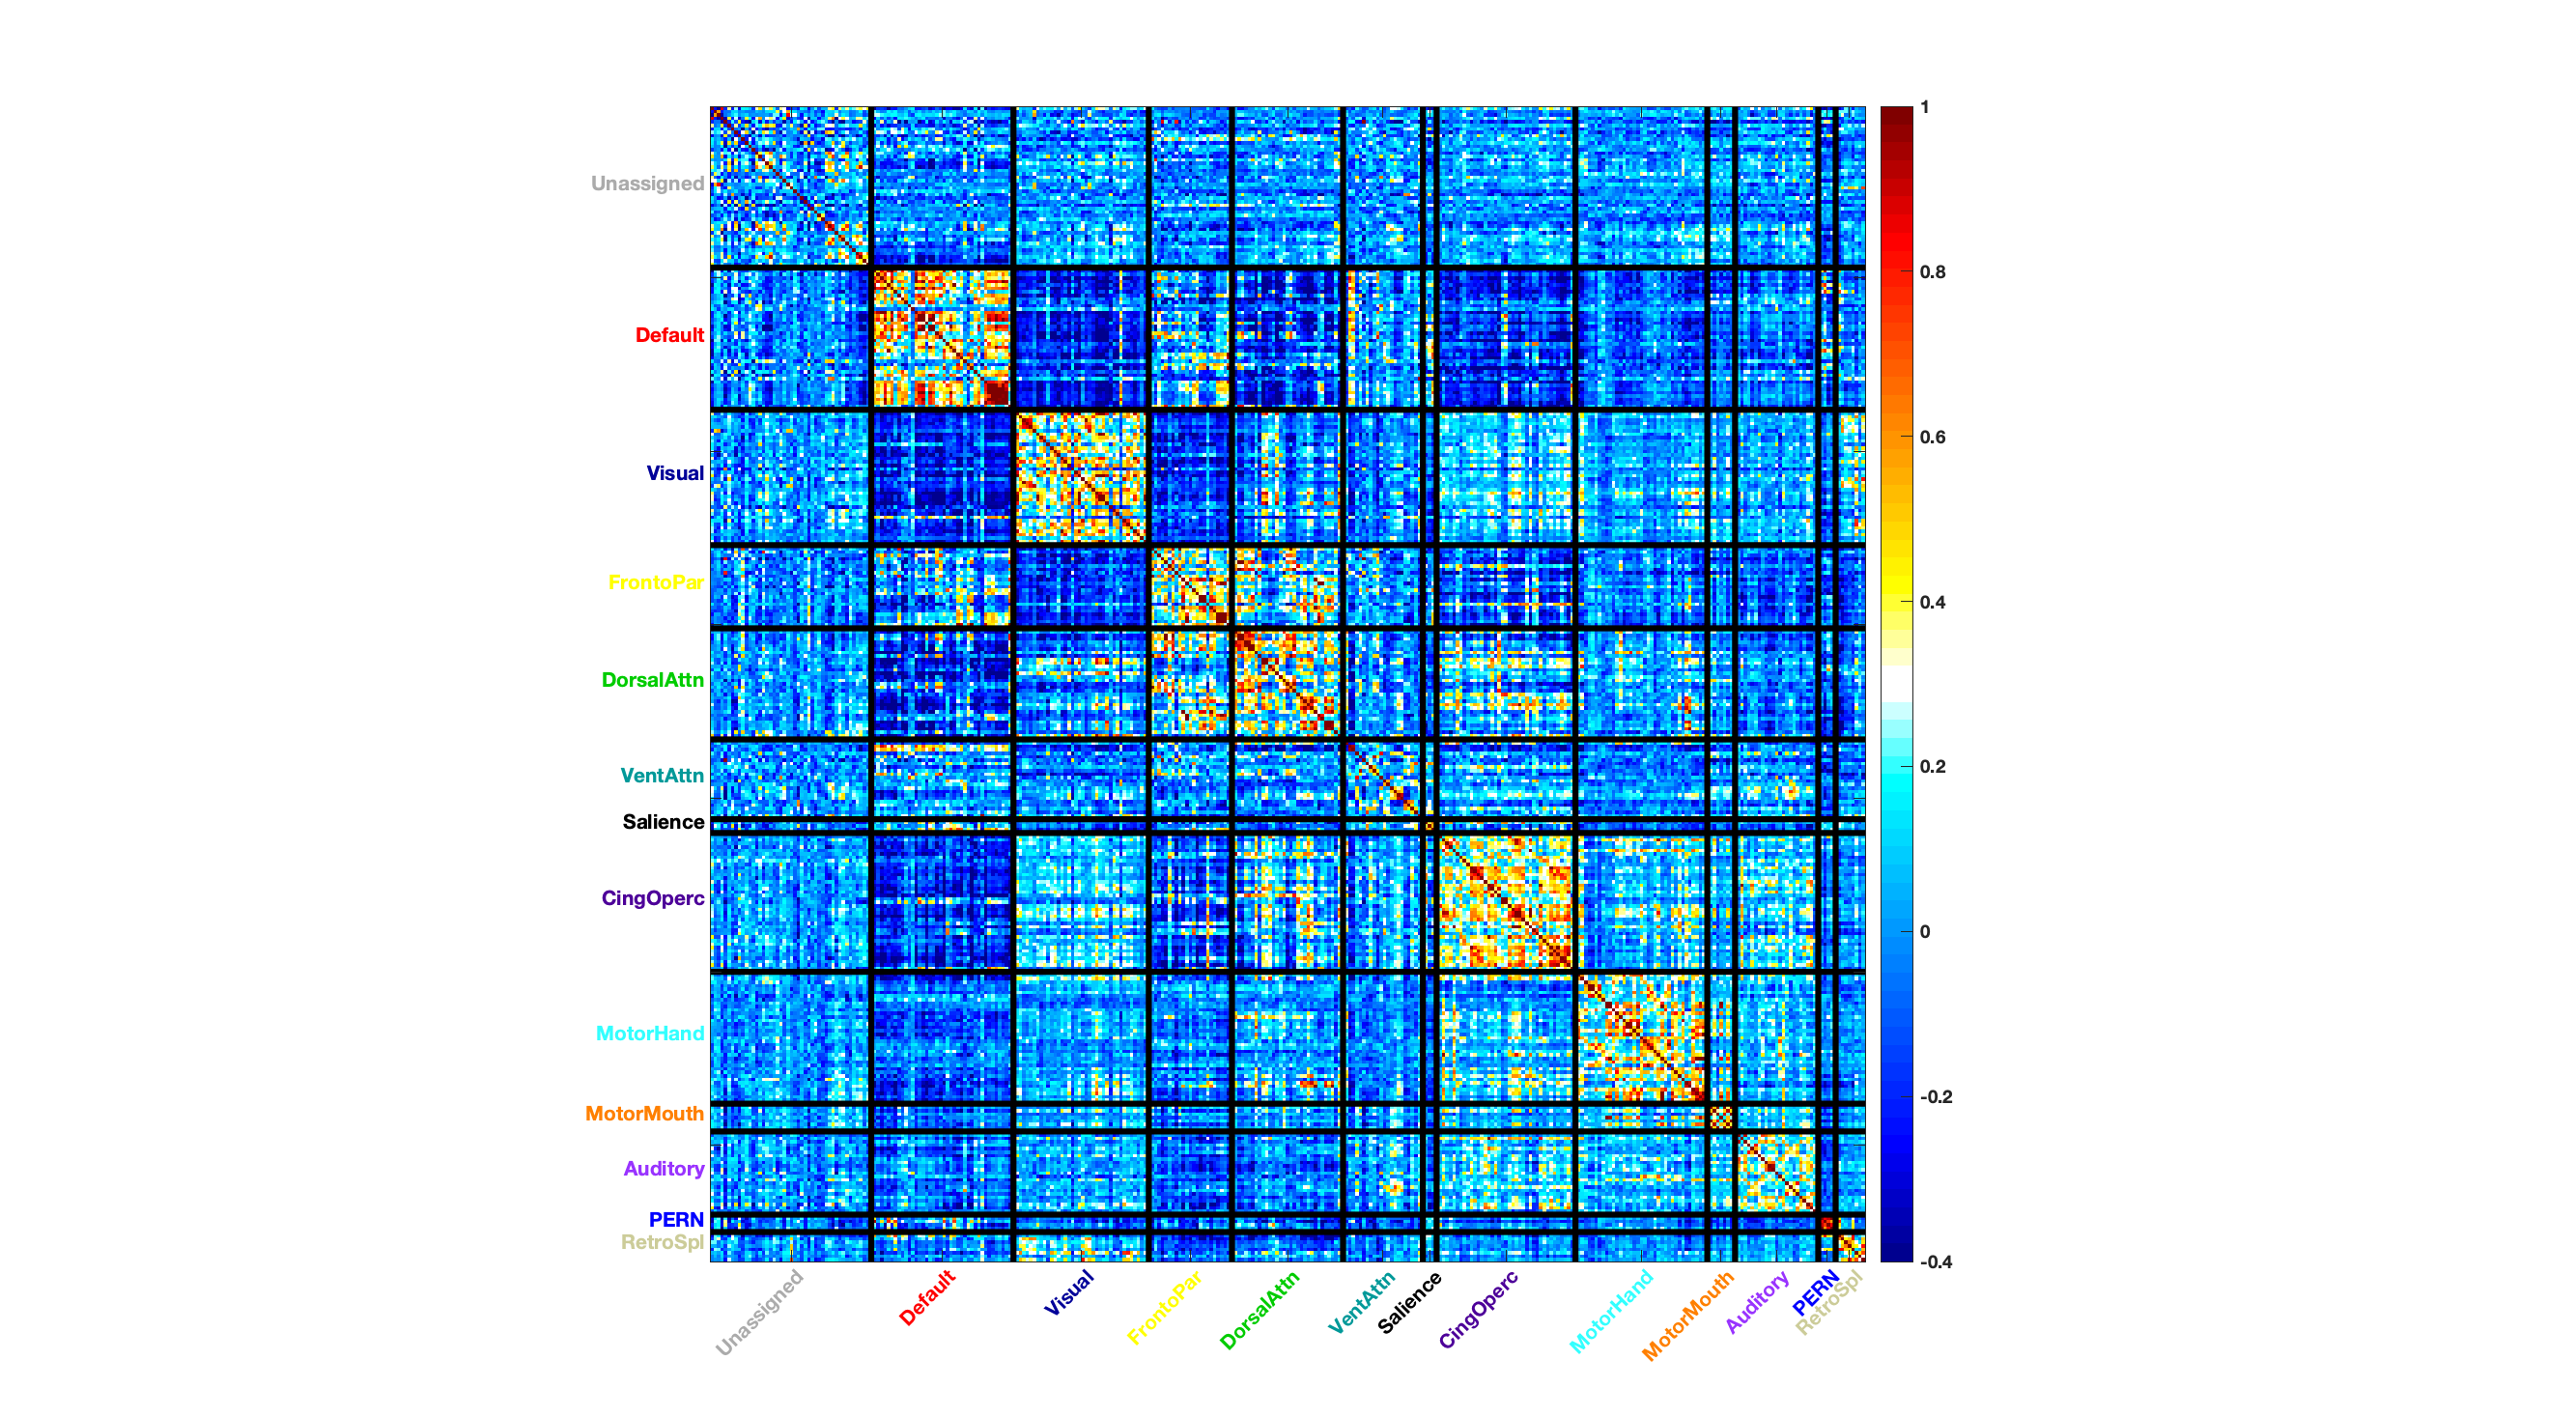 Unassigned
Default
Visual
FrontoPar
DorsalAttn
VentAttn
Salience
CingOperc
MotorHand
MotorMouth
Auditory
PERN
RetroSpl
Unassigned
Default
Visual
FrontoPar
DorsalAttn
VentAttn
Salience
CingOperc
MotorHand
MotorMouth
Auditory
PERN
RetroSpl
1
0.8
0.6
0.4
0.2
0
-0.2
-0.4